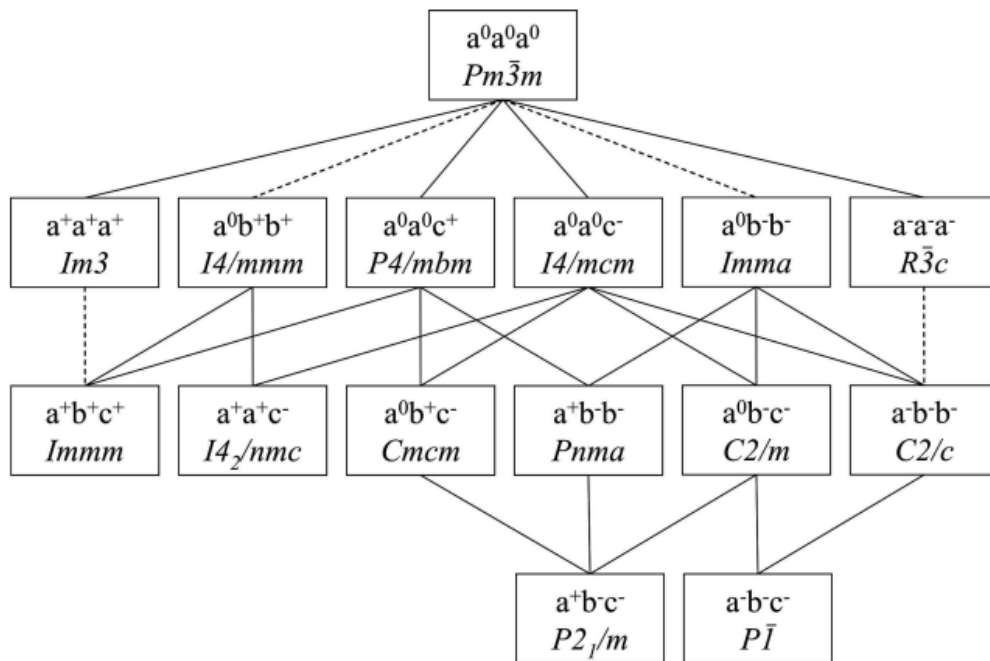 a⁰a⁰a⁰
Pm3̄m
a⁺a⁺a⁺
Im3
a⁰b⁺b⁺
I4/mmm
a⁰a⁰c⁺
P4/mbm
a⁰a⁰c⁻
I4/mcm
a⁰b⁻b⁻
Imma
a⁻a⁻a⁻
R3̄c
a⁺b⁺c⁺
Immm
a⁺a⁺c⁻
I4₂/nmc
a⁰b⁺c⁻
Cmcm
a⁺b⁻b⁻
Pnma
a⁰b⁻c⁻
C2/m
a⁻b⁻b⁻
C2/c
a⁺b⁻c⁻
P2₁/m
a⁻b⁻c⁻
P1̄